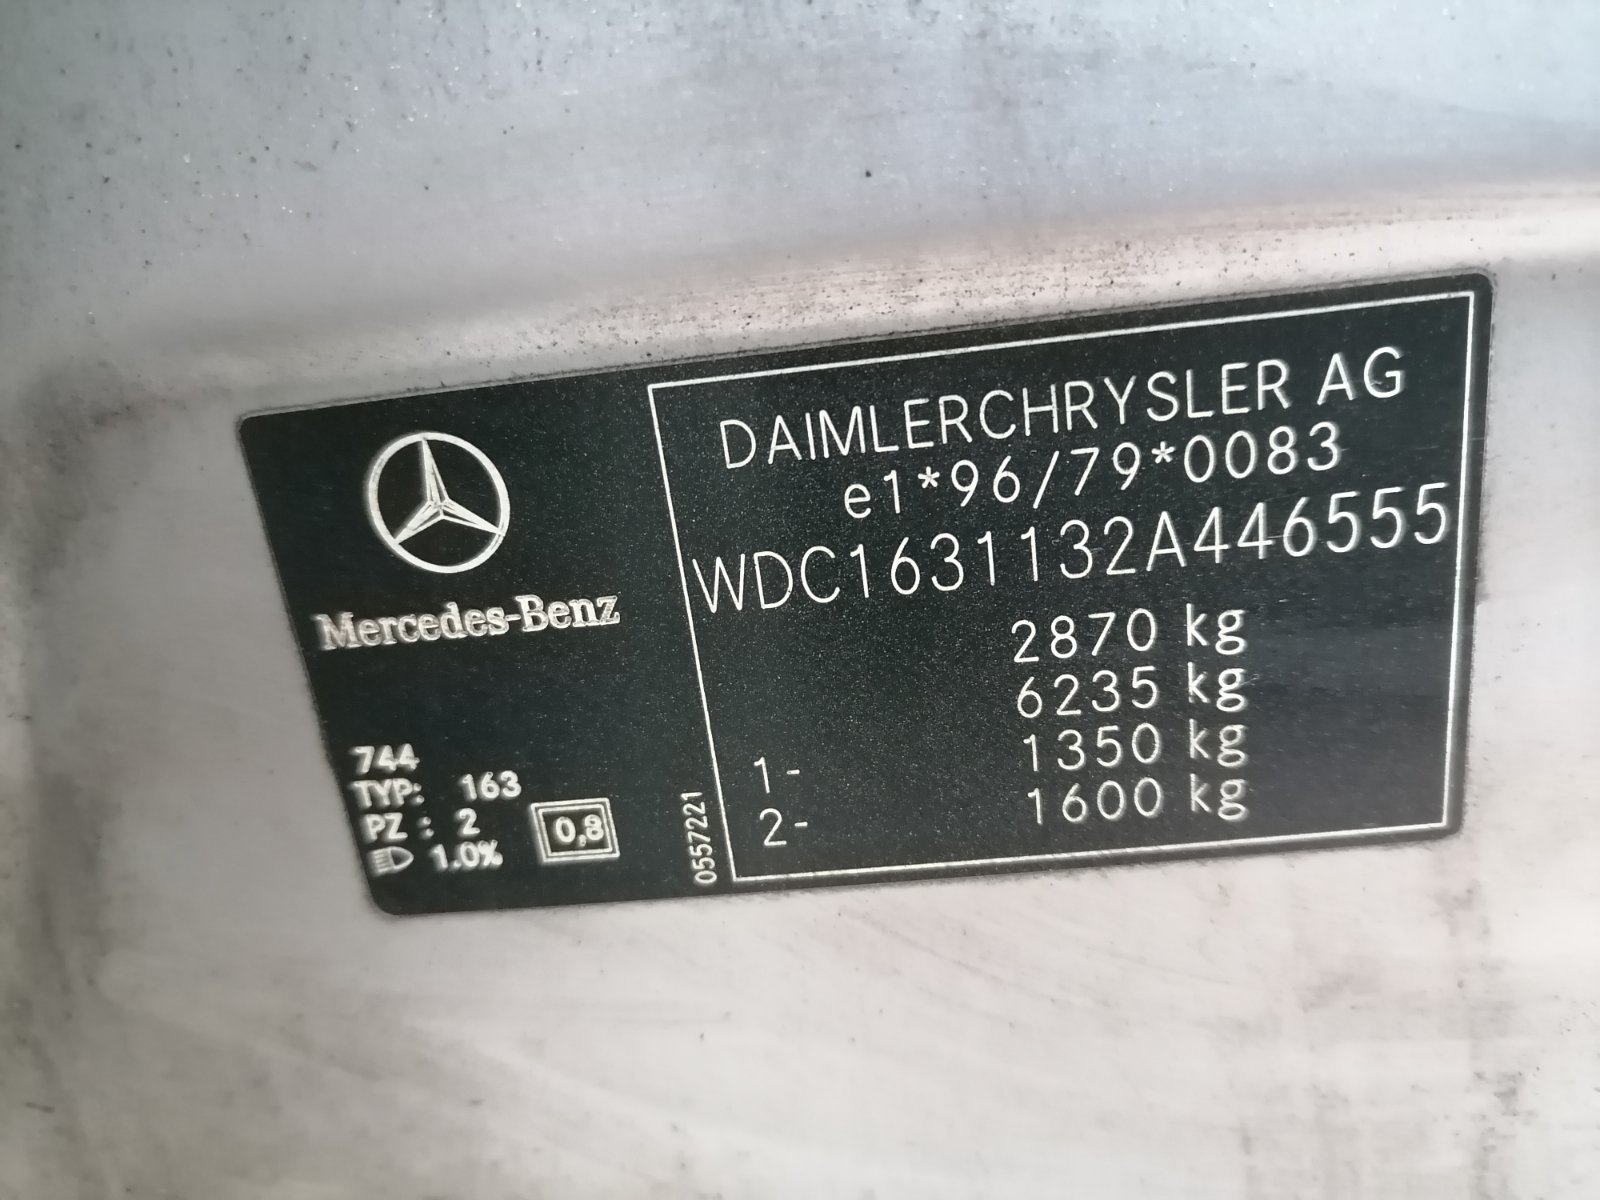 Mercedes-Benz
744
TYP: 163
PZ : 2
1.0%
0,8
0557221
DAIMLERCHRYSLER AG
e1*96/79*0083
WDC1631132A446555
2870 kg
6235 kg
1- 1350 kg
2- 1600 kg